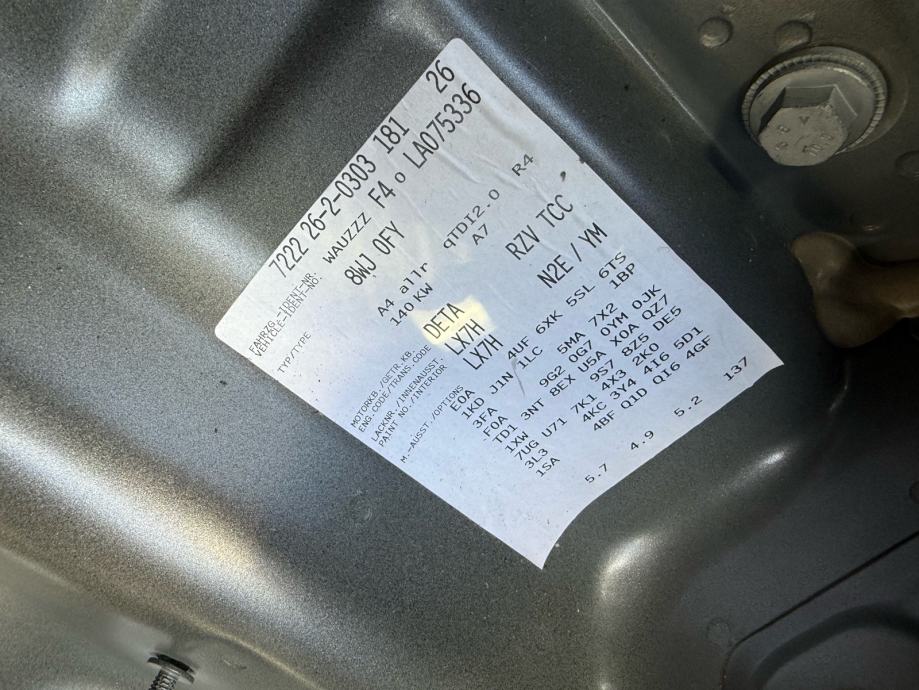 7222 26-2-0303 181 26
FAHRZG.-IDENT-NR.
VEHICLE-IDENT-NO. WAUZZZ F4 0 LA075336
TYP/TYPE 8WJ 0FY
A4 allr qTDI2.0 R4
140 KW A7
MOTORKB./GETR.KB.
ENG.CODE/TRANS.CODE DETA RZV TCC
LACKNR./INNENAUSST.
PAINT NO./INTERIOR LX7H N2E / YM
LX7H
M.-AUSST./OPTIONS
E0A 4UF 6XK 5SL 6TS
1KD J1N 1LC 1BP
3FA 5MA 7X2
F0A 9G2 0G7 0YM 0JK
TD1 3NT 8EX U5A X0A QZ7
1XW 9S7 8Z5 DE5
7UG U71 7K1 4X3 2K0
3L3 4KC 3Y4 4I6 5D1
1SA 4BF Q1D QI6 4GF
5.7 4.9 5.2 137